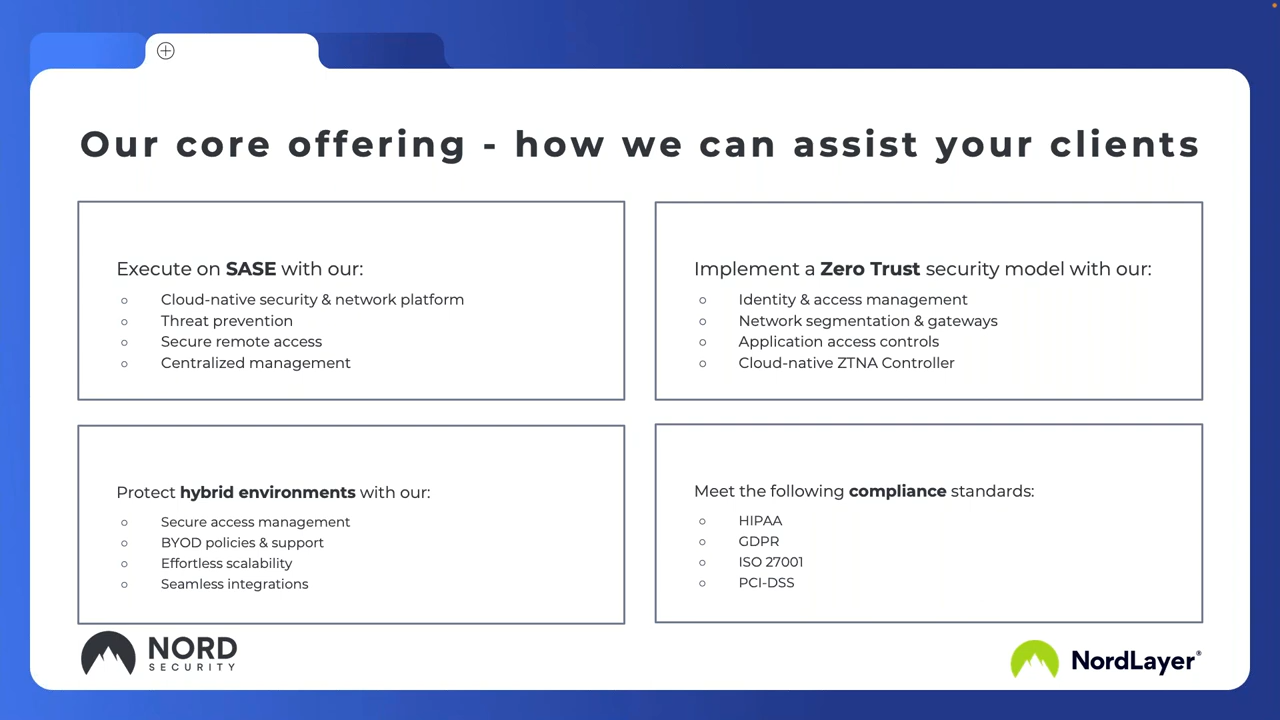 Our core offering - how we can assist your clients
Execute on SASE with our:
○ Cloud-native security & network platform
○ Threat prevention
○ Secure remote access
○ Centralized management
Implement a Zero Trust security model with our:
○ Identity & access management
○ Network segmentation & gateways
○ Application access controls
○ Cloud-native ZTNA Controller
Protect hybrid environments with our:
○ Secure access management
○ BYOD policies & support
○ Effortless scalability
○ Seamless integrations
Meet the following compliance standards:
○ HIPAA
○ GDPR
○ ISO 27001
○ PCI-DSS
NORD
SECURITY
NordLayer®